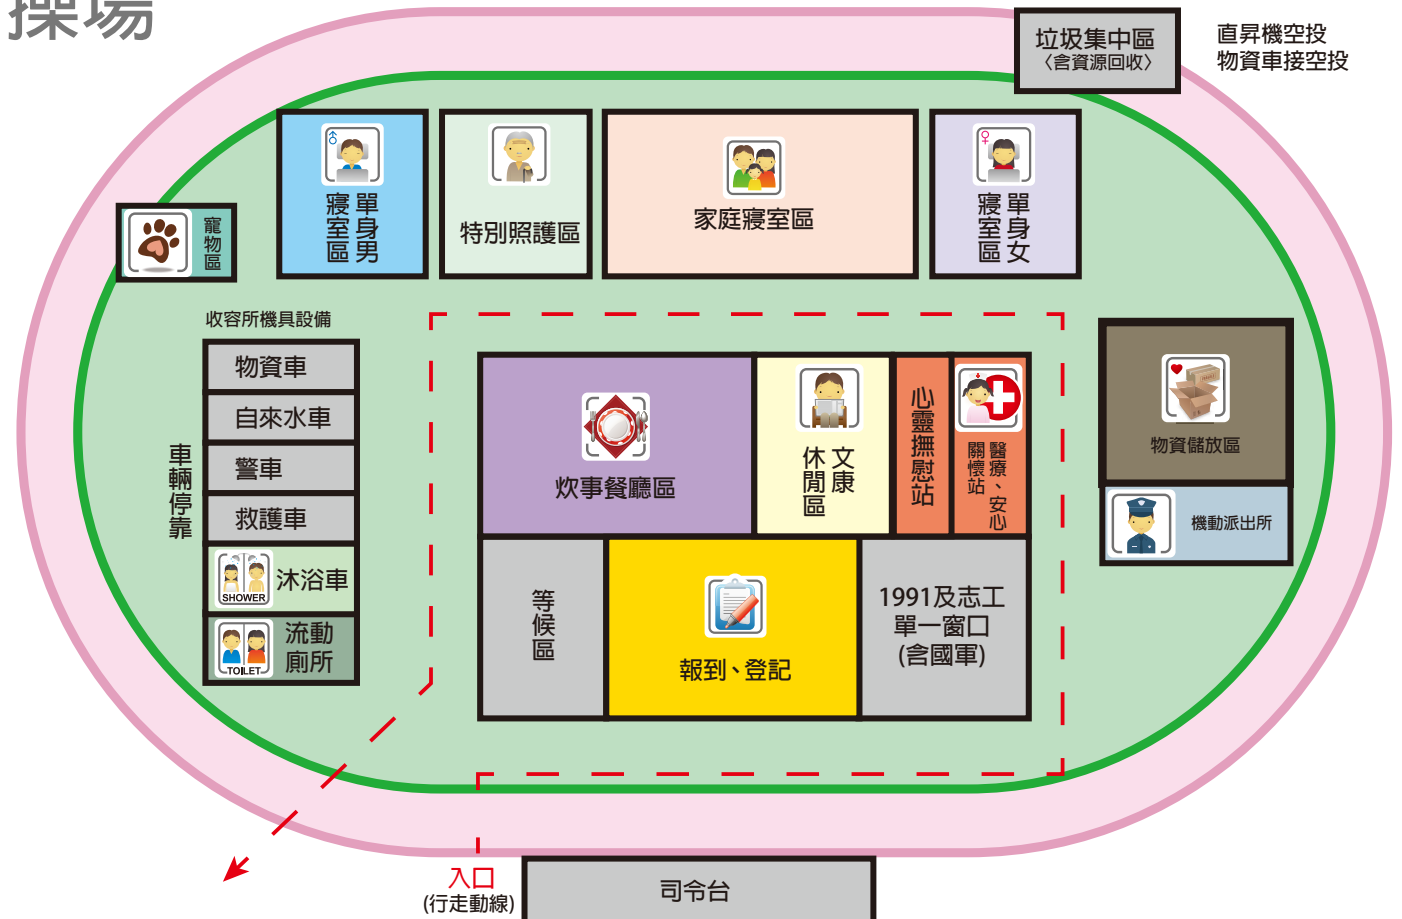 操場
垃圾集中區
〈含資源回收〉
直昇機空投
物資車接空投
單身男
寢室區
特別照護區
家庭寢室區
單身女
寢室區
寵物區
收容所機具設備
物資車
自來水車
警車
救護車
SHOWER
沐浴車
TOILET
流動
廁所
車輛停靠
炊事餐廳區
文康
休閒區
心靈撫慰站
醫療、安心
關懷站
物資儲放區
機動派出所
等候區
報到、登記
1991及志工
單一窗口
(含國軍)
入口
(行走動線)
司令台